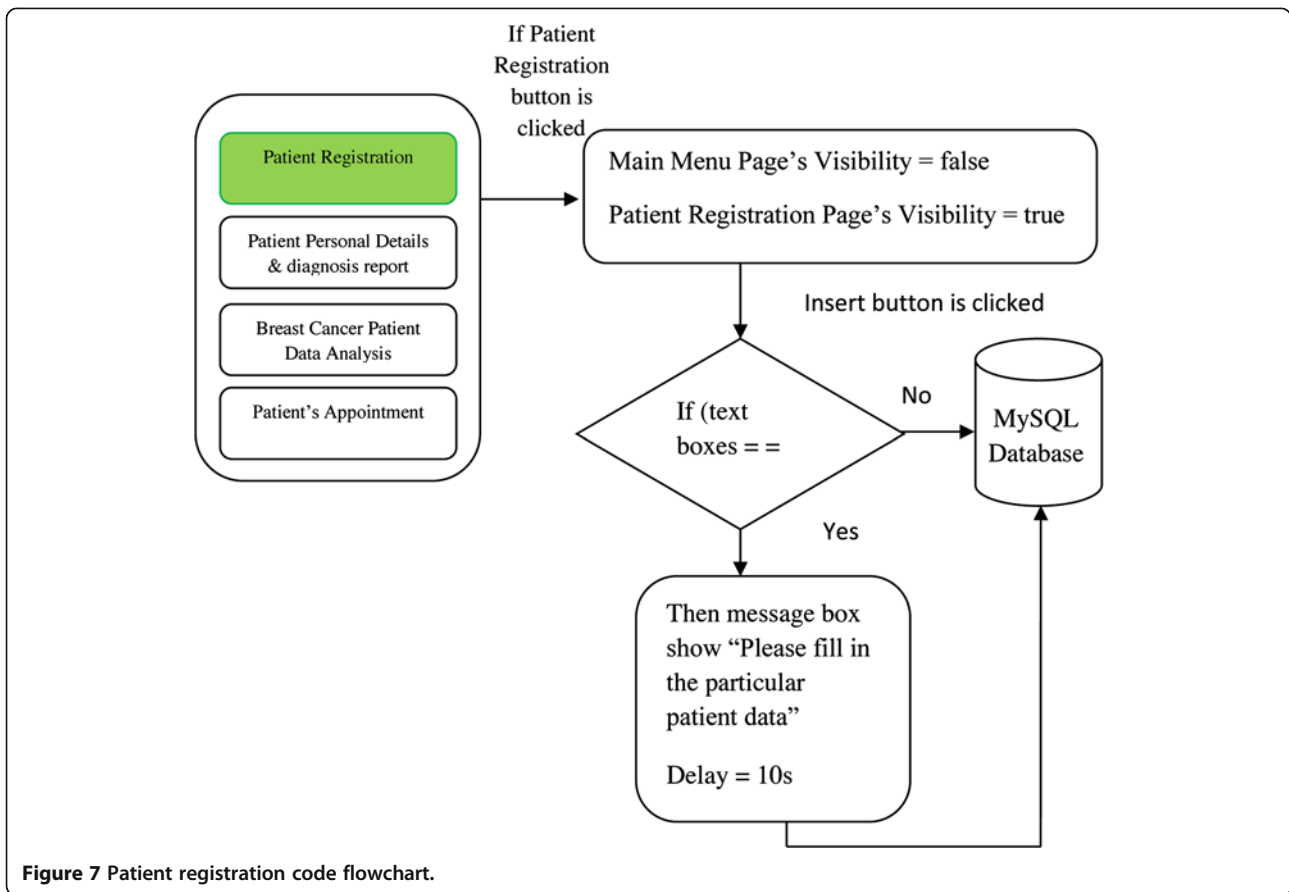 If Patient
Registration
button is
clicked
Patient Registration
Patient Personal Details
& diagnosis report
Breast Cancer Patient
Data Analysis
Patient's Appointment
Main Menu Page's Visibility = false
Patient Registration Page's Visibility = true
Insert button is clicked
If (text
boxes = =
No
MySQL
Database
Yes
Then message box
show “Please fill in
the particular
patient data”
Delay = 10s
Figure 7 Patient registration code flowchart.